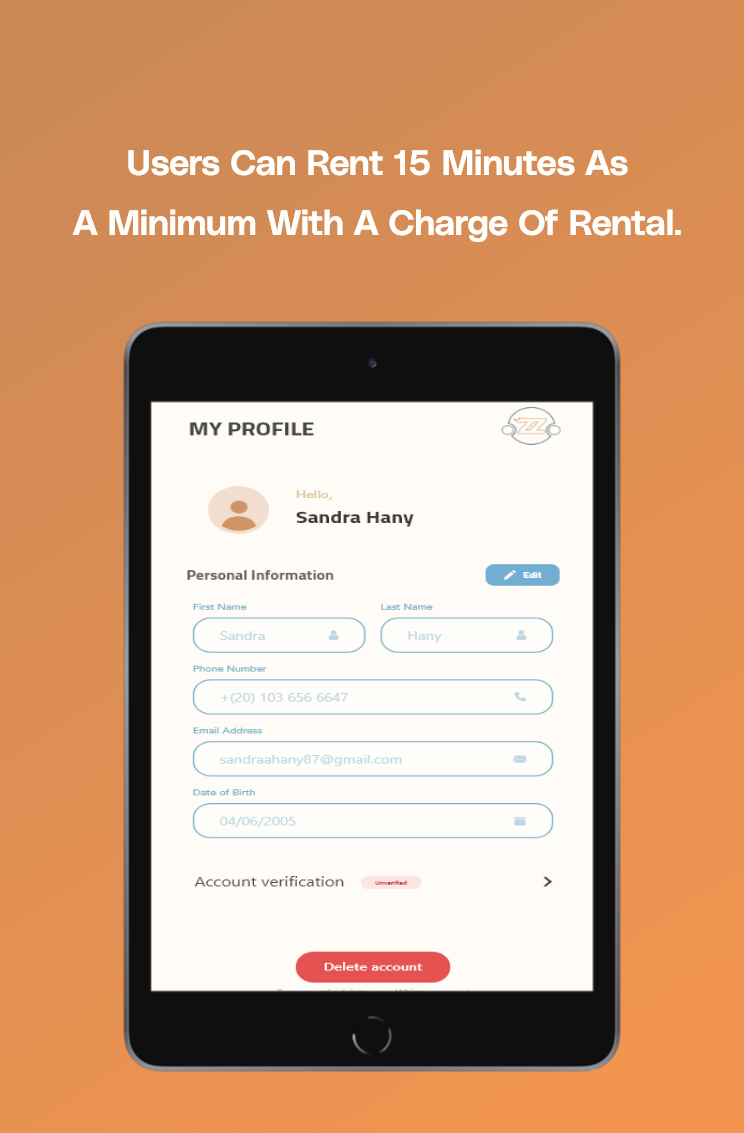 Users Can Rent 15 Minutes As
A Minimum With A Charge Of Rental.
MY PROFILE
Hello,
Sandra Hany
Personal Information
Edit
First Name
Last Name
Sandra
Hany
Phone Number
+(20) 103 656 6647
Email Address
sandraahany87@gmail.com
Date of Birth
04/06/2005
Account verification
Unverified
Delete account